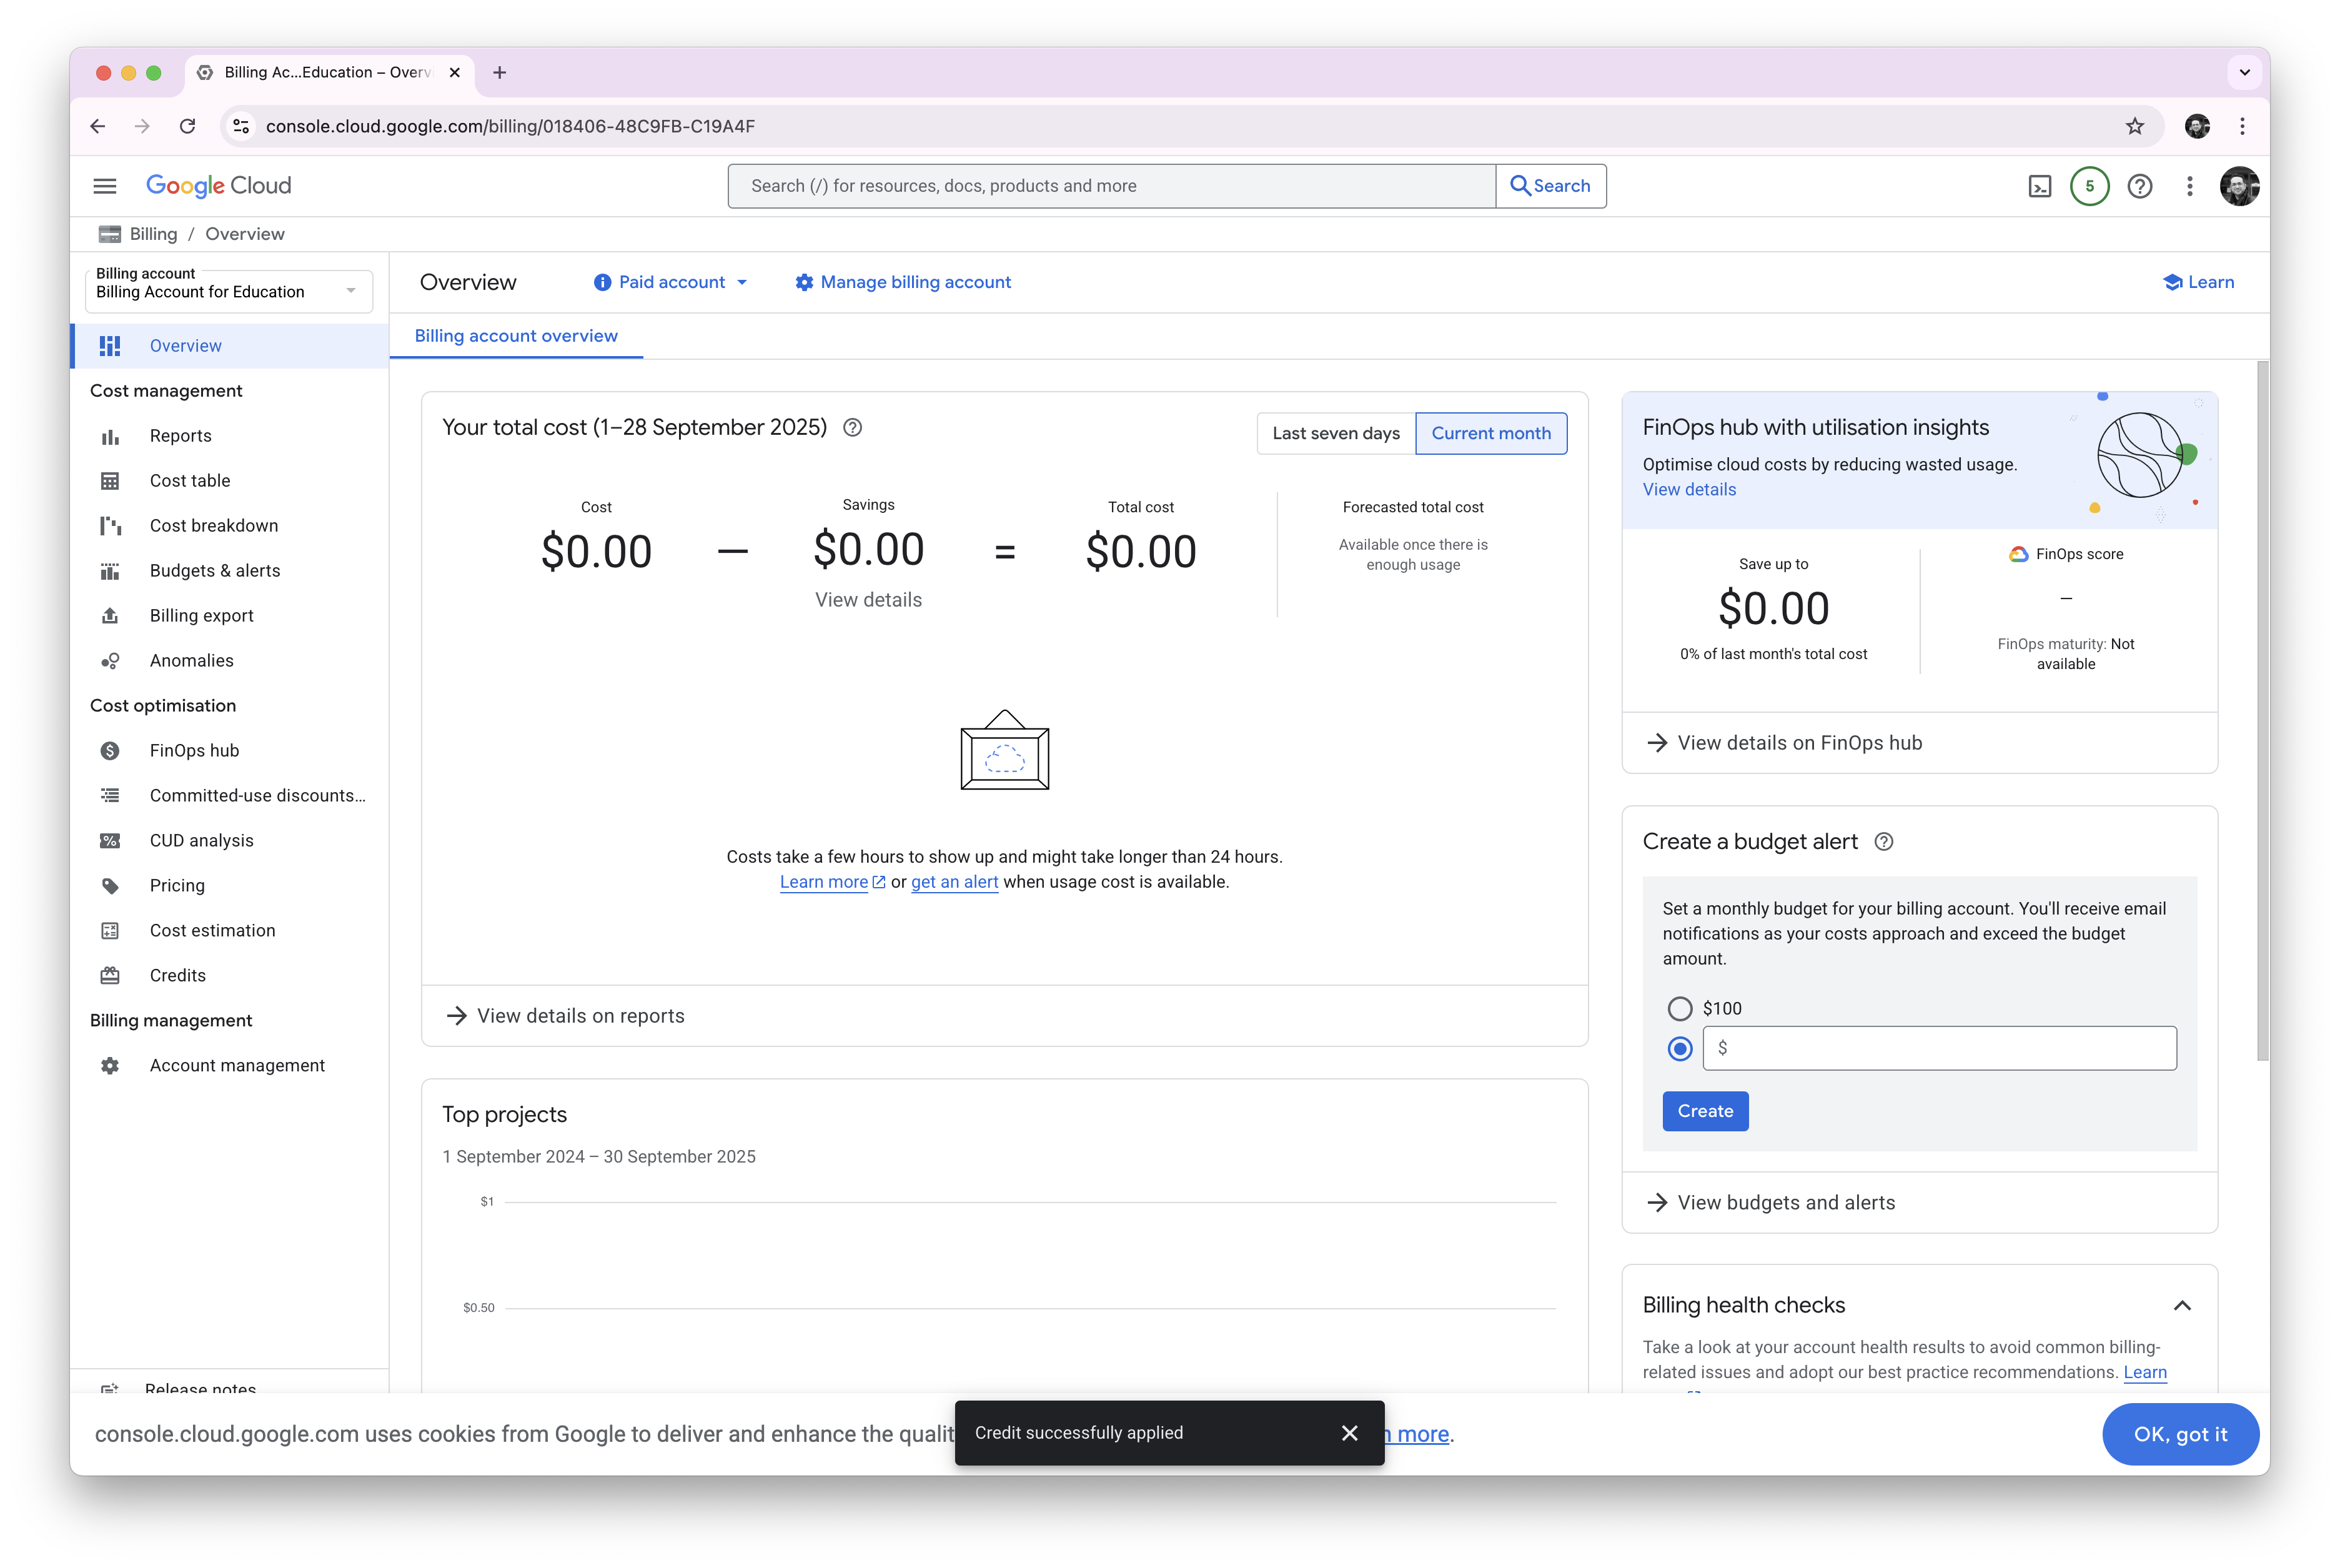 Billing Ac...Education – Overv
console.cloud.google.com/billing/018406-48C9FB-C19A4F
Google Cloud
Search (/) for resources, docs, products and more
Search
5
Billing / Overview
Billing account
Billing Account for Education
Overview
Paid account
Manage billing account
Learn
Billing account overview
Overview
Cost management
Reports
Cost table
Cost breakdown
Budgets & alerts
Billing export
Anomalies
Cost optimisation
FinOps hub
Committed-use discounts...
CUD analysis
Pricing
Cost estimation
Credits
Billing management
Account management
Release notes
Your total cost (1–28 September 2025)
Last seven days
Current month
Cost
$0.00
—
Savings
$0.00
View details
=
Total cost
$0.00
Forecasted total cost
Available once there is
enough usage
Costs take a few hours to show up and might take longer than 24 hours.
Learn more or get an alert when usage cost is available.
View details on reports
Top projects
1 September 2024 – 30 September 2025
$1
$0.50
FinOps hub with utilisation insights
Optimise cloud costs by reducing wasted usage.
View details
Save up to
$0.00
0% of last month's total cost
FinOps score
–
FinOps maturity: Not
available
View details on FinOps hub
Create a budget alert
Set a monthly budget for your billing account. You'll receive email
notifications as your costs approach and exceed the budget
amount.
$100
$
Create
View budgets and alerts
Billing health checks
Take a look at your account health results to avoid common billing-
related issues and adopt our best practice recommendations. Learn
console.cloud.google.com uses cookies from Google to deliver and enhance the qualit
Credit successfully applied
more.
OK, got it